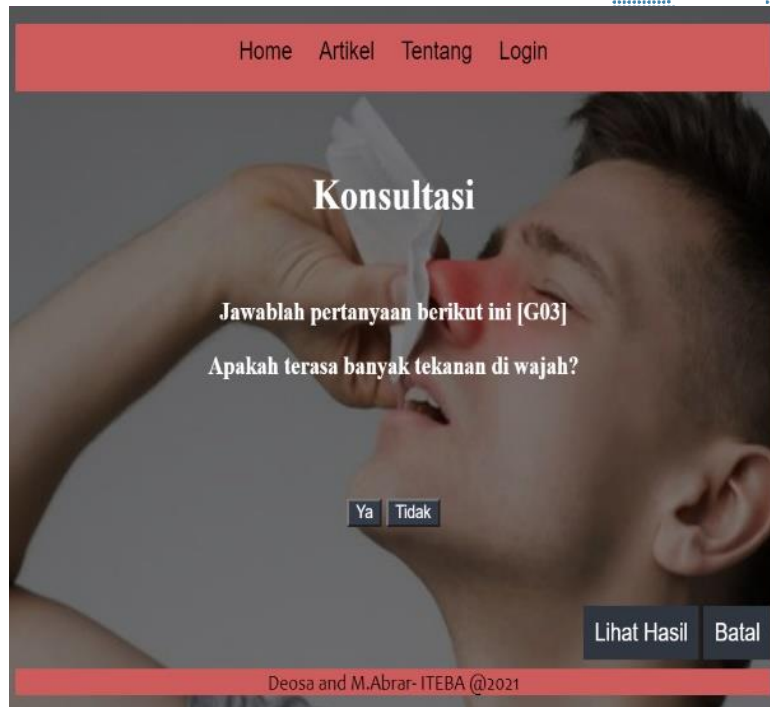 Home Artikel Tentang Login
Konsultasi
Jawablah pertanyaan berikut ini [G03]
Apakah terasa banyak tekanan di wajah?
Ya Tidak
Lihat Hasil Batal
Deosa and M.Abrar- ITEBA @2021